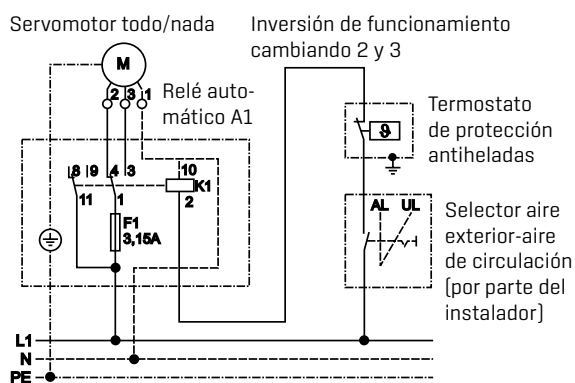 Servomotor todo/nada
Inversión de funcionamiento
cambiando 2 y 3
M
2 3 1
Relé auto-
mático A1
Termostato
de protección
antiheladas
ϑ
8 9 4 3 10
K1
11 1 2
F1
3,15A
AL UL
Selector aire
exterior-aire
de circulación
(por parte del
instalador)
L1
N
PE